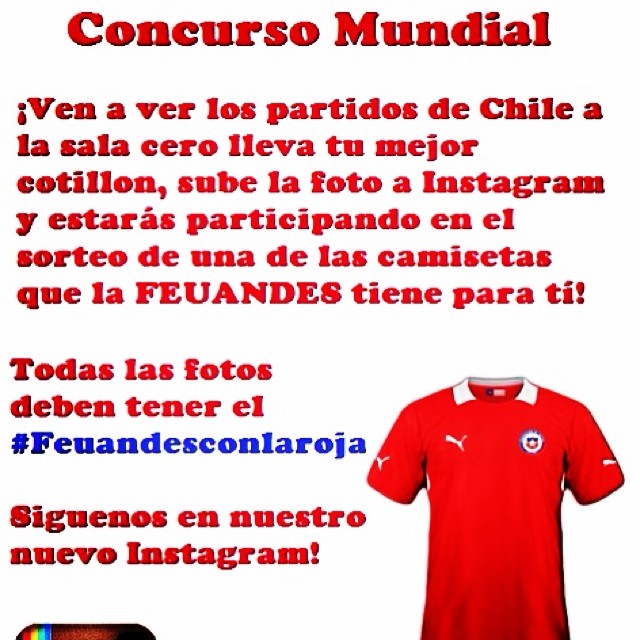 Concurso Mundial
¡Ven a ver los partidos de Chile a
la sala cero lleva tu mejor
cotillon, sube la foto a Instagram
y estarás participando en el
sorteo de una de las camisetas
que la FEUANDES tiene para tí!
Todas las fotos
deben tener el
#Feuandesconlaroja
Siguenos en nuestro
nuevo Instagram!